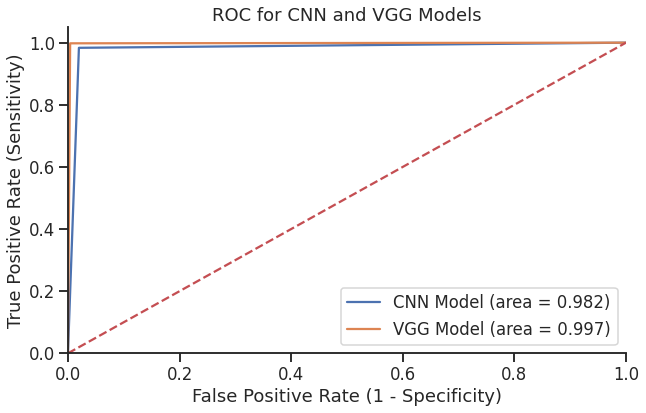 ROC for CNN and VGG Models
True Positive Rate (Sensitivity)
1.0
0.8
0.6
0.4
0.2
0.0
CNN Model (area = 0.982)
VGG Model (area = 0.997)
0.0 0.2 0.4 0.6 0.8 1.0
False Positive Rate (1 - Specificity)